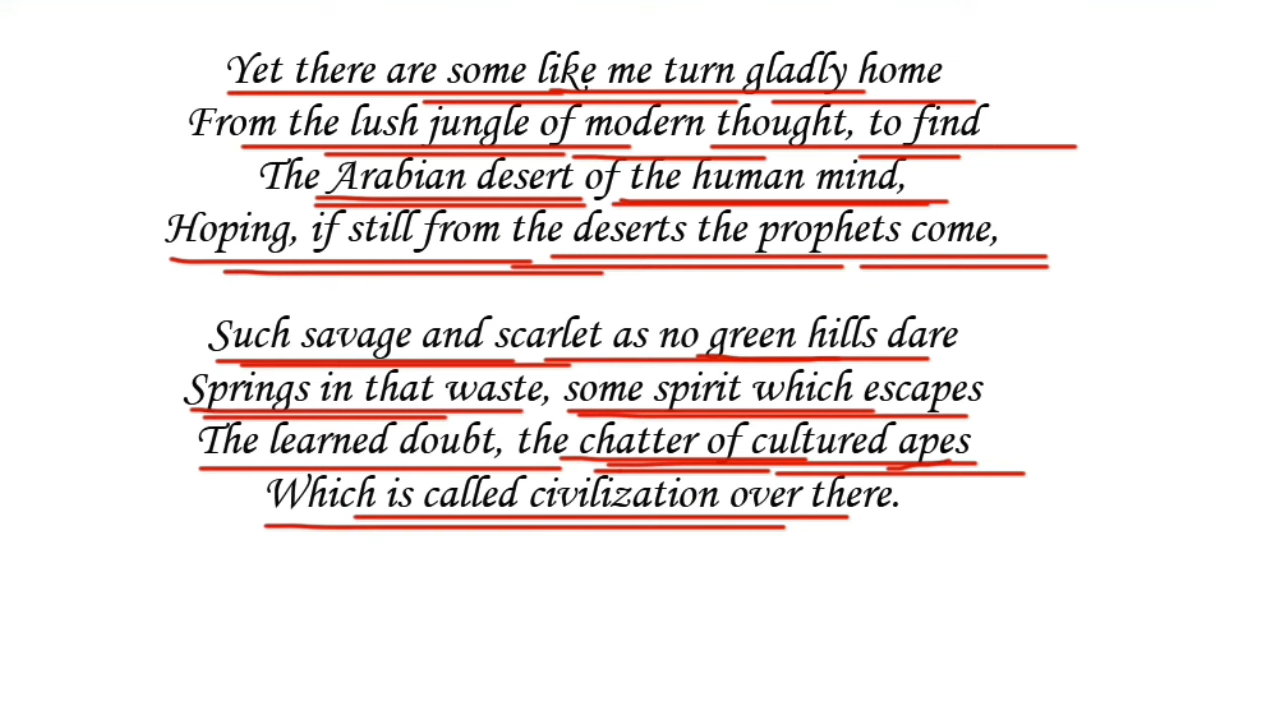 Yet there are some like me turn gladly home
From the lush jungle of modern thought, to find
The Arabian desert of the human mind,
Hoping, if still from the deserts the prophets come,
Such savage and scarlet as no green hills dare
Springs in that waste, some spirit which escapes
The learned doubt, the chatter of cultured apes
Which is called civilization over there.